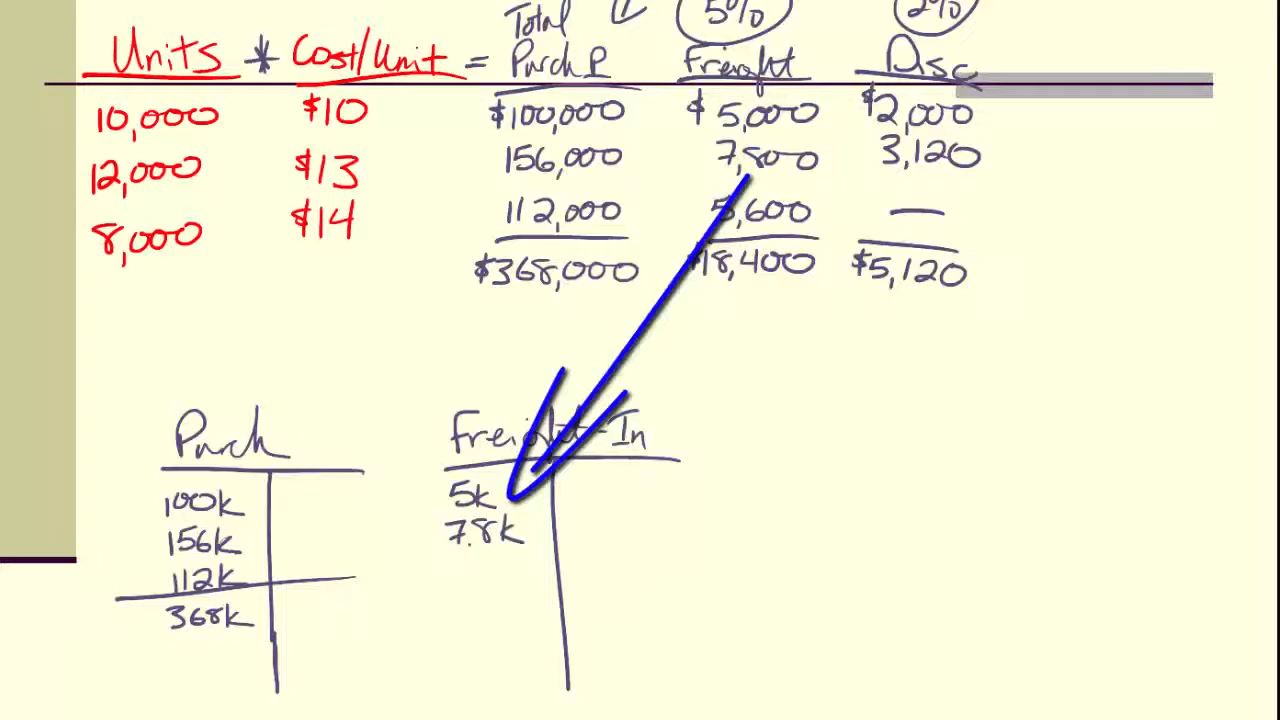 Total 5% 2%
Units * Cost/Unit = Purch P Freight Disc
10,000 $10 $100,000 $5,000 $2,000
12,000 $13 156,000 7,800 3,120
8,000 $14 112,000 5,600 —
$368,000 $18,400 $5,120
Purch Freight-In
100k 5k
156k 7.8k
112k
368k